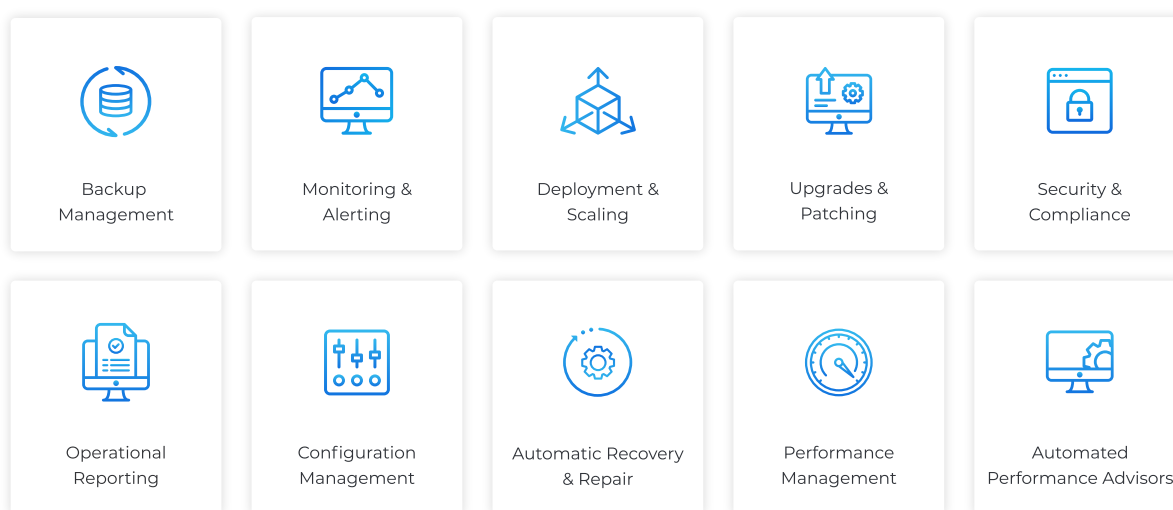 Backup
Management
Monitoring &
Alerting
Deployment &
Scaling
Upgrades &
Patching
Security &
Compliance
Operational
Reporting
Configuration
Management
Automatic Recovery
& Repair
Performance
Management
Automated
Performance Advisors